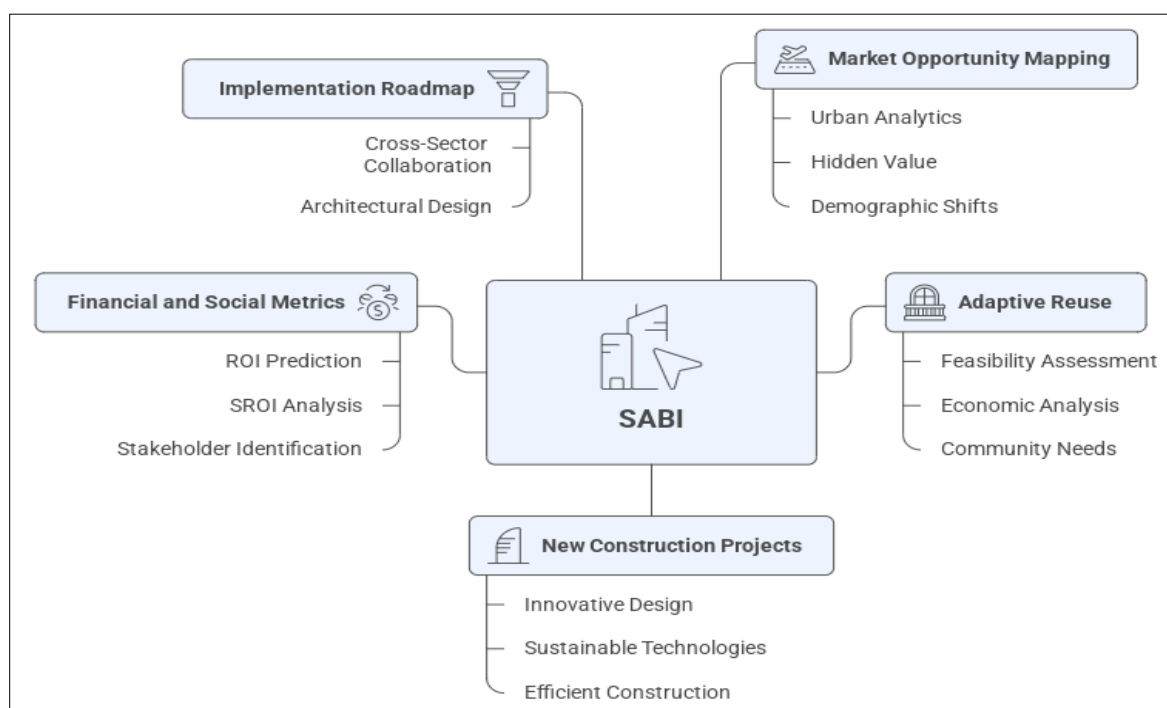 Implementation Roadmap
Cross-Sector
Collaboration
Architectural Design
Market Opportunity Mapping
Urban Analytics
Hidden Value
Demographic Shifts
Financial and Social Metrics
$
ROI Prediction
SROI Analysis
Stakeholder Identification
SABI
Adaptive Reuse
Feasibility Assessment
Economic Analysis
Community Needs
New Construction Projects
Innovative Design
Sustainable Technologies
Efficient Construction